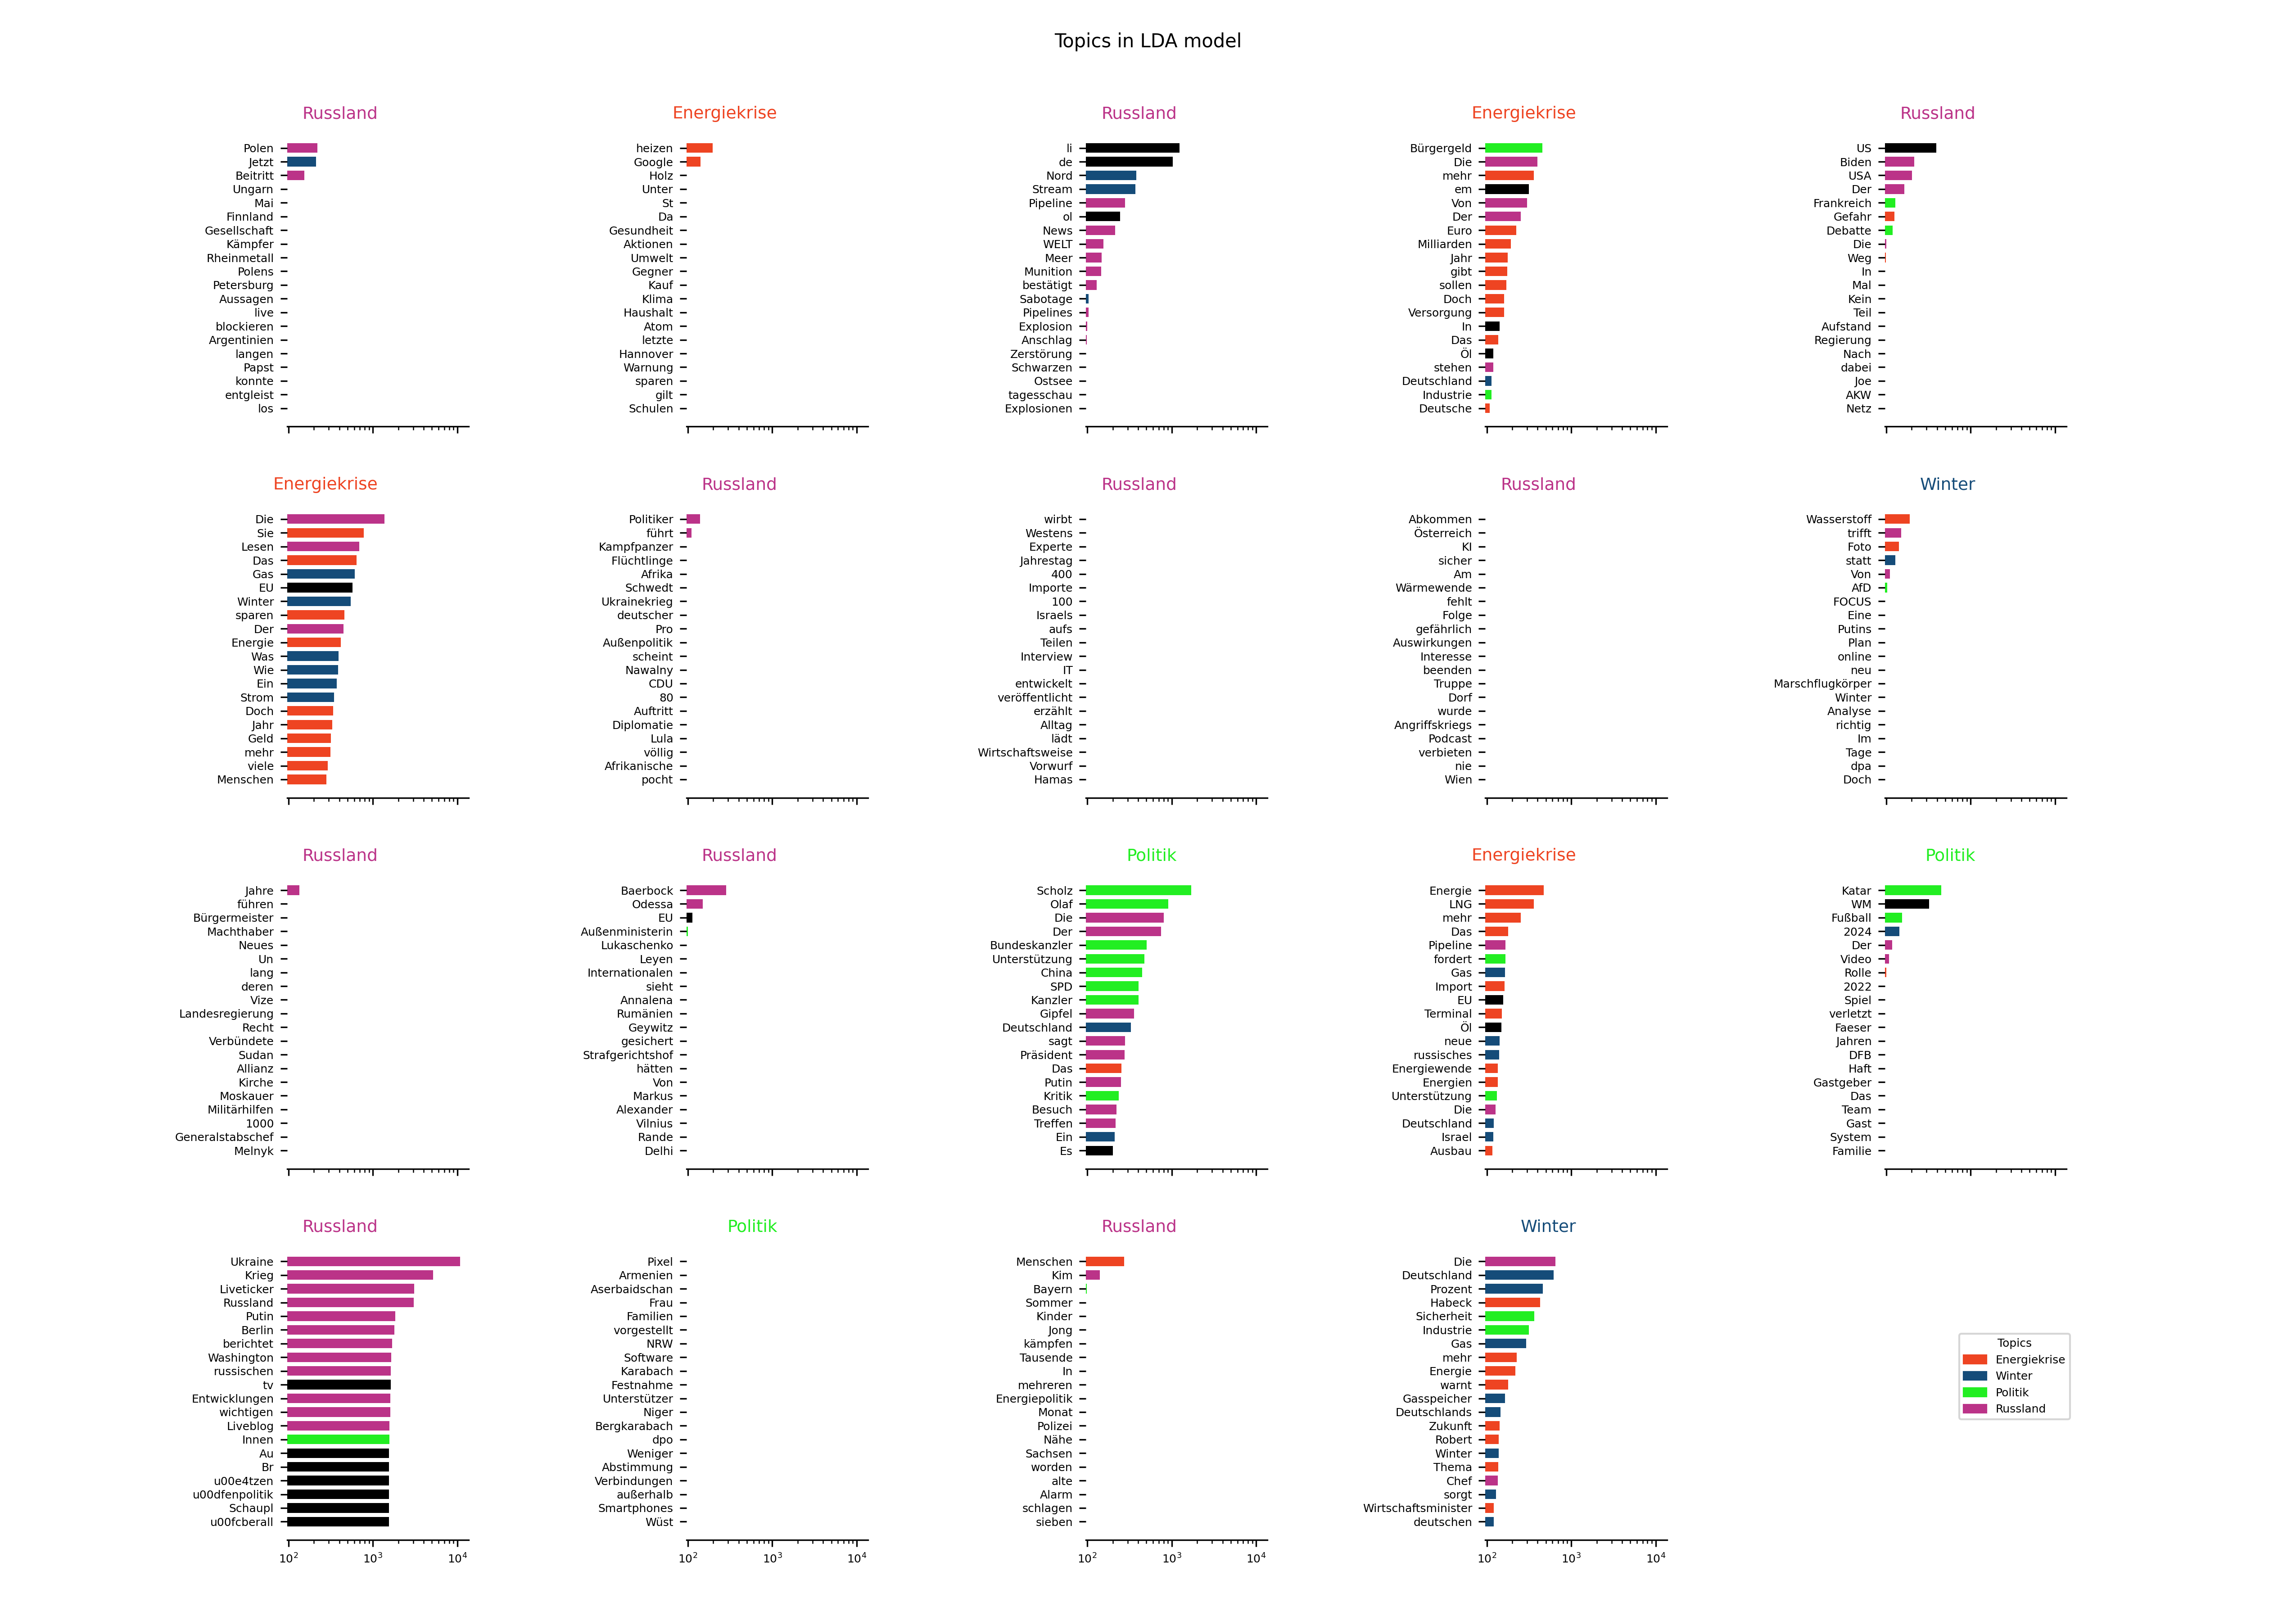 Topics in LDA model
Russland
Polen
Jetzt
Beitritt
Ungarn
Mai
Finnland
Gesellschaft
Kämpfer
Rheinmetall
Polens
Petersburg
Aussagen
live
blockieren
Argentinien
langen
Papst
konnte
entgleist
los
Energiekrise
heizen
Google
Holz
Unter
St
Da
Gesundheit
Aktionen
Umwelt
Gegner
Kauf
Klima
Haushalt
Atom
letzte
Hannover
Warnung
sparen
gilt
Schulen
Russland
li
de
Nord
Stream
Pipeline
ol
News
WELT
Meer
Munition
bestätigt
Sabotage
Pipelines
Explosion
Anschlag
Zerstörung
Schwarzen
Ostsee
tagesschau
Explosionen
Energiekrise
Bürgergeld
Die
mehr
em
Von
Der
Euro
Milliarden
Jahr
gibt
sollen
Doch
Versorgung
In
Das
Öl
stehen
Deutschland
Industrie
Deutsche
Russland
US
Biden
USA
Der
Frankreich
Gefahr
Debatte
Die
Weg
In
Mal
Kein
Teil
Aufstand
Regierung
Nach
dabei
Joe
AKW
Netz
Energiekrise
Die
Sie
Lesen
Das
Gas
EU
Winter
sparen
Der
Energie
Was
Wie
Ein
Strom
Doch
Jahr
Geld
mehr
viele
Menschen
Russland
Politiker
führt
Kampfpanzer
Flüchtlinge
Afrika
Schwedt
Ukrainekrieg
deutscher
Pro
Außenpolitik
scheint
Nawalny
CDU
80
Auftritt
Diplomatie
Lula
völlig
Afrikanische
pocht
Russland
wirbt
Westens
Experte
Jahrestag
400
Importe
100
Israels
aufs
Teilen
Interview
IT
entwickelt
veröffentlicht
erzählt
Alltag
lädt
Wirtschaftsweise
Vorwurf
Hamas
Russland
Abkommen
Österreich
KI
sicher
Am
Wärmewende
fehlt
Folge
gefährlich
Auswirkungen
Interesse
beenden
Truppe
Dorf
wurde
Angriffskriegs
Podcast
verbieten
nie
Wien
Winter
Wasserstoff
trifft
Foto
statt
Von
AfD
FOCUS
Eine
Putins
Plan
online
neu
Marschflugkörper
Winter
Analyse
richtig
Im
Tage
dpa
Doch
Russland
Jahre
führen
Bürgermeister
Machthaber
Neues
Un
lang
deren
Vize
Landesregierung
Recht
Verbündete
Sudan
Allianz
Kirche
Moskauer
Militärhilfen
1000
Generalstabschef
Melnyk
Russland
Baerbock
Odessa
EU
Außenministerin
Lukaschenko
Leyen
Internationalen
sieht
Annalena
Rumänien
Geywitz
gesichert
Strafgerichtshof
hätten
Von
Markus
Alexander
Vilnius
Rande
Delhi
Politik
Scholz
Olaf
Die
Der
Bundeskanzler
Unterstützung
China
SPD
Kanzler
Gipfel
Deutschland
sagt
Präsident
Das
Putin
Kritik
Besuch
Treffen
Ein
Es
Energiekrise
Energie
LNG
mehr
Das
Pipeline
fordert
Gas
Import
EU
Terminal
Öl
neue
russisches
Energiewende
Energien
Unterstützung
Die
Deutschland
Israel
Ausbau
Politik
Katar
WM
Fußball
2024
Der
Video
Rolle
2022
Spiel
verletzt
Faeser
Jahren
DFB
Haft
Gastgeber
Das
Team
Gast
System
Familie
Russland
Ukraine
Krieg
Liveticker
Russland
Putin
Berlin
berichtet
Washington
russischen
tv
Entwicklungen
wichtigen
Liveblog
Innen
Au
Br
u00e4tzen
u00dfenpolitik
Schaupl
u00fcberall
10² 10³ 10⁴
Politik
Pixel
Armenien
Aserbaidschan
Frau
Familien
vorgestellt
NRW
Software
Karabach
Festnahme
Unterstützer
Niger
Bergkarabach
dpo
Weniger
Abstimmung
Verbindungen
außerhalb
Smartphones
Wüst
10² 10³ 10⁴
Russland
Menschen
Kim
Bayern
Sommer
Kinder
Jong
kämpfen
Tausende
In
mehreren
Energiepolitik
Monat
Polizei
Nähe
Sachsen
worden
alte
Alarm
schlagen
sieben
10² 10³ 10⁴
Winter
Die
Deutschland
Prozent
Habeck
Sicherheit
Industrie
Gas
mehr
Energie
warnt
Gasspeicher
Deutschlands
Zukunft
Robert
Winter
Thema
Chef
sorgt
Wirtschaftsminister
deutschen
10² 10³ 10⁴
Topics
Energiekrise
Winter
Politik
Russland